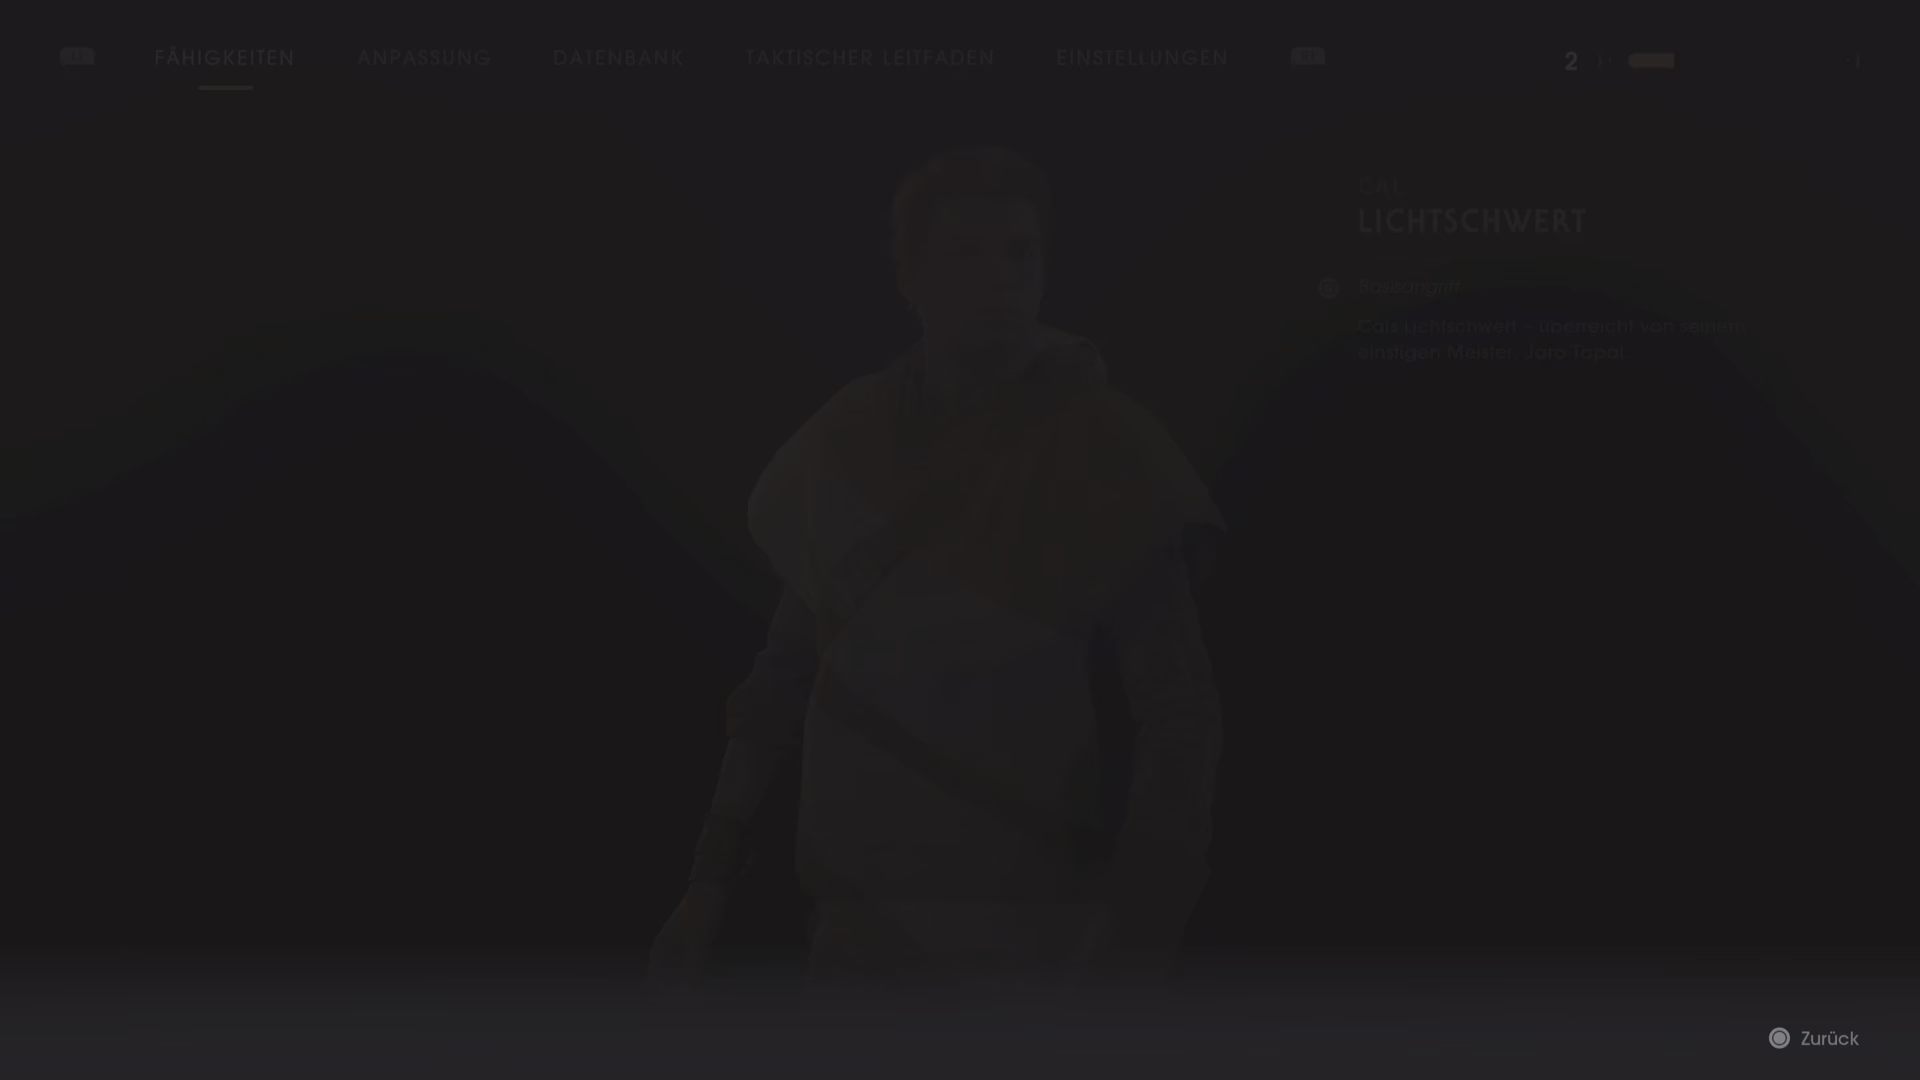 FÄHIGKEITEN ANPASSUNG DATENBANK TAKTISCHER LEITFADEN EINSTELLUNGEN 2
CAL
LICHTSCHWERT
Basisangriff
Cals Lichtschwert – überreicht von seinem
einstigen Meister, Jaro Tapal.
Zurück